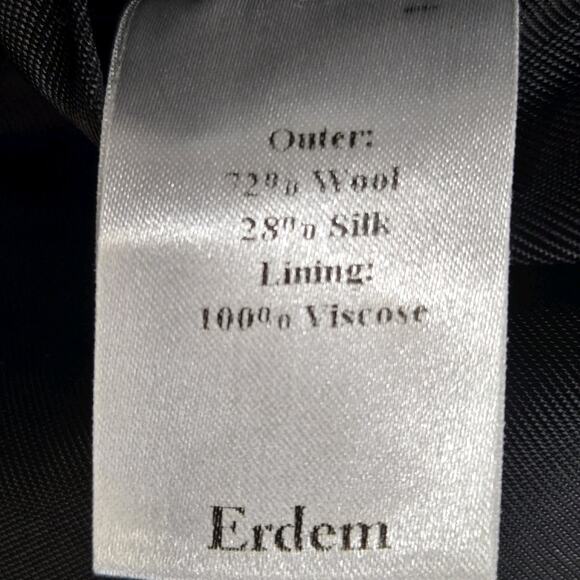 Outer:
72% Wool
28% Silk
Lining:
100% Viscose
Erdem